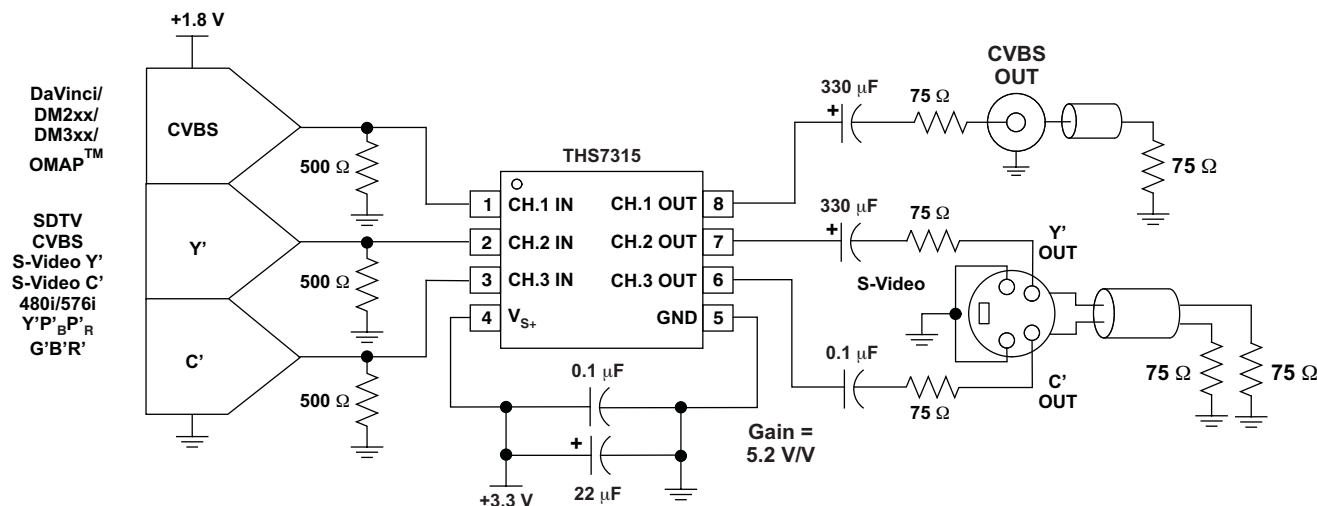 +1.8 V
DaVinci/
DM2xx/
DM3xx/
OMAP™
SDTV
CVBS
S-Video Y'
S-Video C'
480i/576i
Y'P'BP'R
G'B'R'
CVBS
Y'
C'
500 Ω
500 Ω
500 Ω
THS7315
1 CH.1 IN CH.1 OUT 8
2 CH.2 IN CH.2 OUT 7
3 CH.3 IN CH.3 OUT 6
4 VS+ GND 5
0.1 µF
+
22 µF
+3.3 V
Gain =
5.2 V/V
330 µF
+
75 Ω
CVBS
OUT
75 Ω
330 µF
+
75 Ω
Y'
OUT
S-Video
0.1 µF
75 Ω
C'
OUT
75 Ω
75 Ω